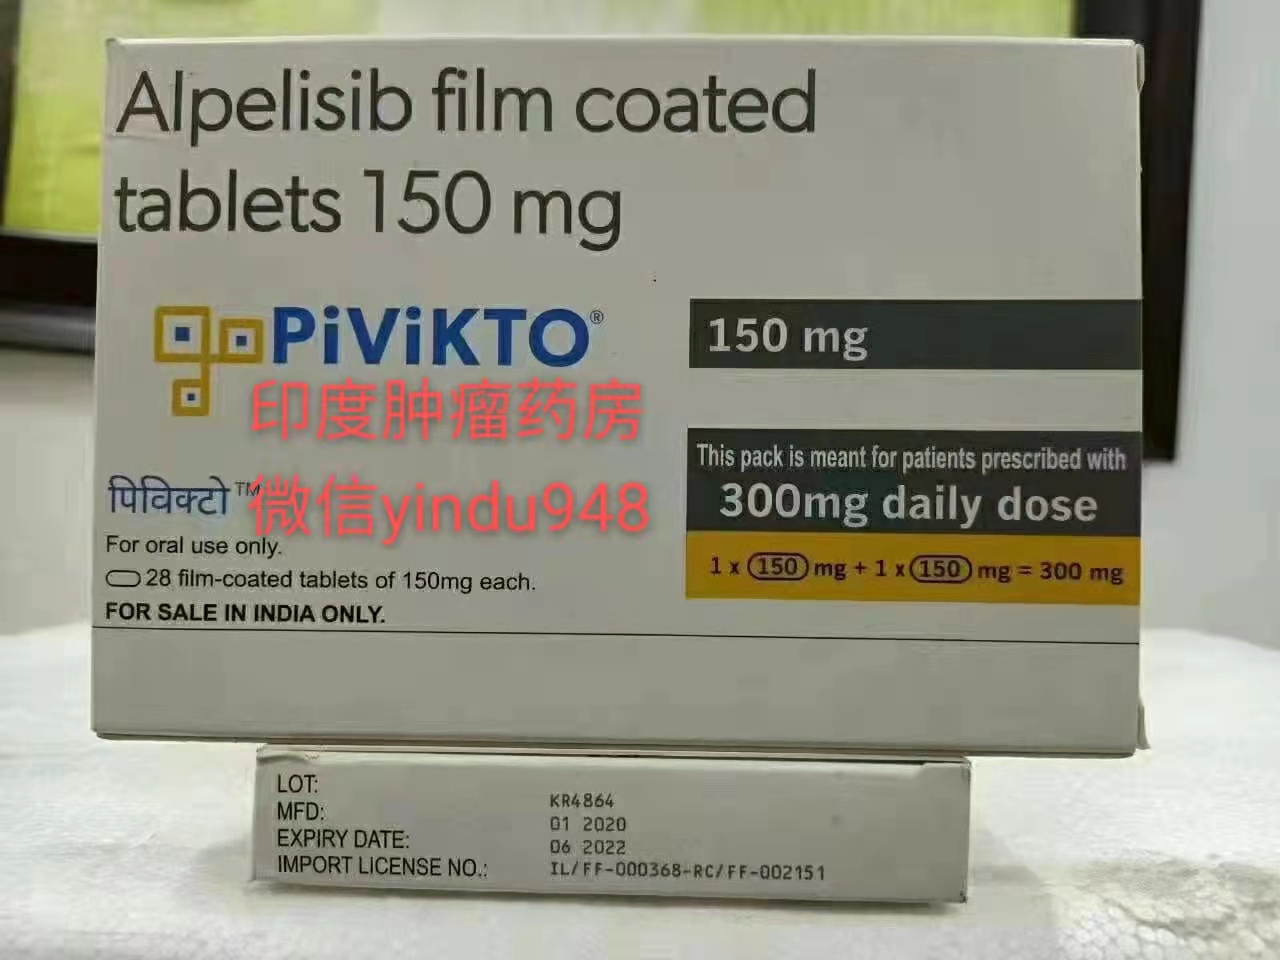 Alpelisib film coated
tablets 150 mg
PiViKTO®
150 mg
印度肿瘤药房
This pack is meant for patients prescribed with
300mg daily dose
1 x 150 mg + 1 x 150 mg = 300 mg
पिविक्टो™
微信yindu948
For oral use only.
28 film-coated tablets of 150mg each.
FOR SALE IN INDIA ONLY.
LOT: KR4864
MFD: 01 2020
EXPIRY DATE: 06 2022
IMPORT LICENSE NO.: IL/FF-000368-RC/FF-002151